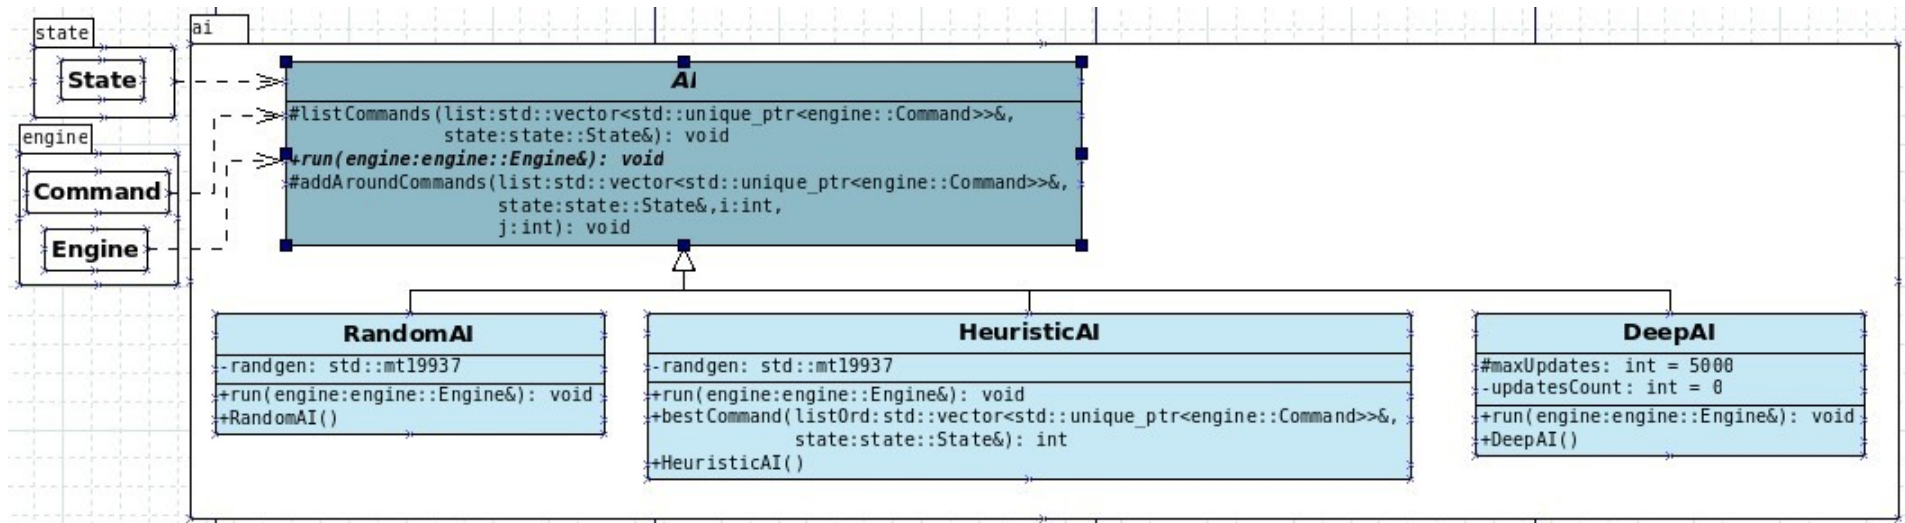 state
State
engine
Command
Engine
ai
AI
#listCommands(list:std::vector<std::unique_ptr<engine::Command>>&,
state:state::State&): void
+run(engine:engine::Engine&): void
#addAroundCommands(list:std::vector<std::unique_ptr<engine::Command>>&,
state:state::State&,i:int,
j:int): void
RandomAI
-randgen: std::mt19937
+run(engine:engine::Engine&): void
+RandomAI()
HeuristicAI
-randgen: std::mt19937
+run(engine:engine::Engine&): void
+bestCommand(listOrd:std::vector<std::unique_ptr<engine::Command>>&,
state:state::State&): int
+HeuristicAI()
DeepAI
#maxUpdates: int = 5000
-updatesCount: int = 0
+run(engine:engine::Engine&): void
+DeepAI()